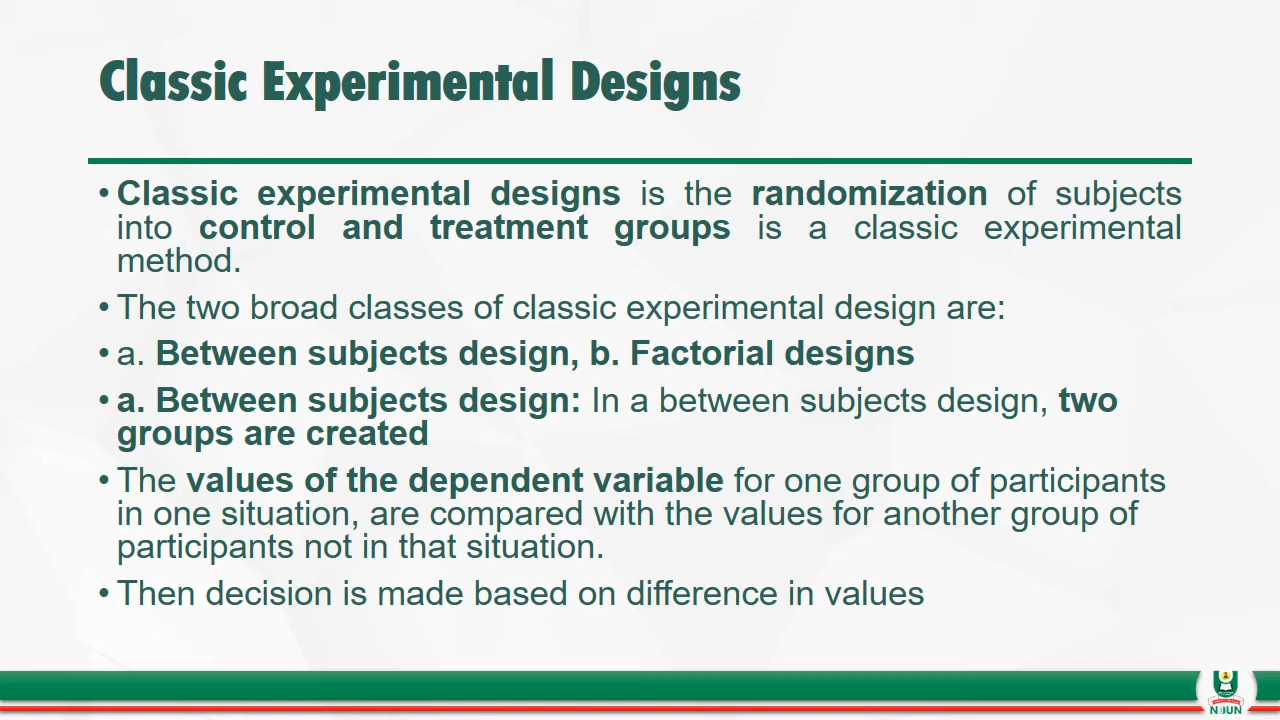 Classic Experimental Designs
• Classic experimental designs is the randomization of subjects
into control and treatment groups is a classic experimental
method.
• The two broad classes of classic experimental design are:
• a. Between subjects design, b. Factorial designs
• a. Between subjects design: In a between subjects design, two
groups are created
• The values of the dependent variable for one group of participants
in one situation, are compared with the values for another group of
participants not in that situation.
• Then decision is made based on difference in values